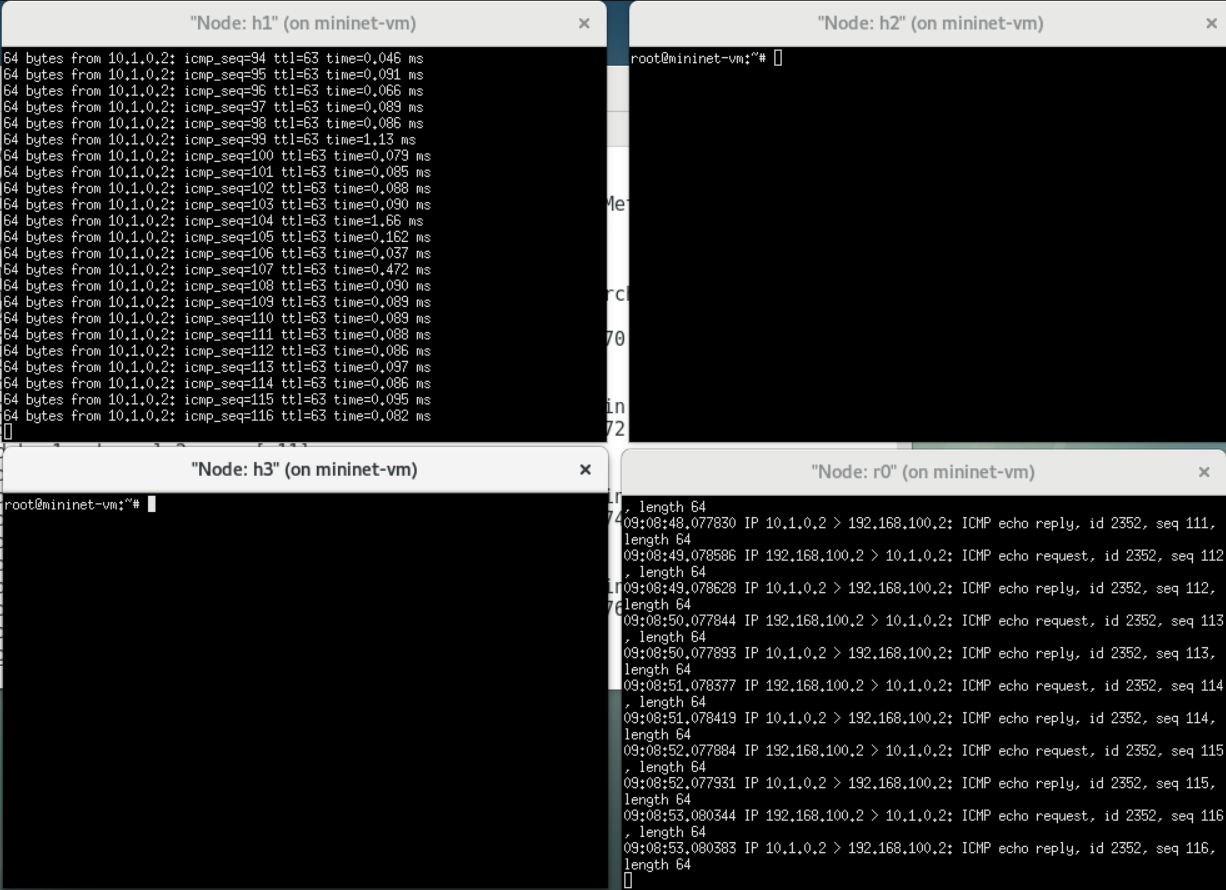 "Node: h1" (on mininet-vm)
64 bytes from 10.1.0.2: icmp_seq=94 ttl=63 time=0.046 ms
64 bytes from 10.1.0.2: icmp_seq=95 ttl=63 time=0.091 ms
64 bytes from 10.1.0.2: icmp_seq=96 ttl=63 time=0.066 ms
64 bytes from 10.1.0.2: icmp_seq=97 ttl=63 time=0.089 ms
64 bytes from 10.1.0.2: icmp_seq=98 ttl=63 time=0.086 ms
64 bytes from 10.1.0.2: icmp_seq=99 ttl=63 time=1.13 ms
64 bytes from 10.1.0.2: icmp_seq=100 ttl=63 time=0.079 ms
64 bytes from 10.1.0.2: icmp_seq=101 ttl=63 time=0.085 ms
64 bytes from 10.1.0.2: icmp_seq=102 ttl=63 time=0.088 ms
64 bytes from 10.1.0.2: icmp_seq=103 ttl=63 time=0.090 ms
64 bytes from 10.1.0.2: icmp_seq=104 ttl=63 time=1.66 ms
64 bytes from 10.1.0.2: icmp_seq=105 ttl=63 time=0.162 ms
64 bytes from 10.1.0.2: icmp_seq=106 ttl=63 time=0.037 ms
64 bytes from 10.1.0.2: icmp_seq=107 ttl=63 time=0.472 ms
64 bytes from 10.1.0.2: icmp_seq=108 ttl=63 time=0.090 ms
64 bytes from 10.1.0.2: icmp_seq=109 ttl=63 time=0.089 ms
64 bytes from 10.1.0.2: icmp_seq=110 ttl=63 time=0.089 ms
64 bytes from 10.1.0.2: icmp_seq=111 ttl=63 time=0.088 ms
64 bytes from 10.1.0.2: icmp_seq=112 ttl=63 time=0.086 ms
64 bytes from 10.1.0.2: icmp_seq=113 ttl=63 time=0.097 ms
64 bytes from 10.1.0.2: icmp_seq=114 ttl=63 time=0.086 ms
64 bytes from 10.1.0.2: icmp_seq=115 ttl=63 time=0.095 ms
64 bytes from 10.1.0.2: icmp_seq=116 ttl=63 time=0.082 ms
"Node: h2" (on mininet-vm)
root@mininet-vm:~#
"Node: h3" (on mininet-vm)
root@mininet-vm:~#
"Node: r0" (on mininet-vm)
, length 64
09:08:48.077830 IP 10.1.0.2 > 192.168.100.2: ICMP echo reply, id 2352, seq 111,
length 64
09:08:49.078586 IP 192.168.100.2 > 10.1.0.2: ICMP echo request, id 2352, seq 112
, length 64
09:08:49.078628 IP 10.1.0.2 > 192.168.100.2: ICMP echo reply, id 2352, seq 112,
length 64
09:08:50.077844 IP 192.168.100.2 > 10.1.0.2: ICMP echo request, id 2352, seq 113
, length 64
09:08:50.077893 IP 10.1.0.2 > 192.168.100.2: ICMP echo reply, id 2352, seq 113,
length 64
09:08:51.078377 IP 192.168.100.2 > 10.1.0.2: ICMP echo request, id 2352, seq 114
, length 64
09:08:51.078419 IP 10.1.0.2 > 192.168.100.2: ICMP echo reply, id 2352, seq 114,
length 64
09:08:52.077884 IP 192.168.100.2 > 10.1.0.2: ICMP echo request, id 2352, seq 115
, length 64
09:08:52.077931 IP 10.1.0.2 > 192.168.100.2: ICMP echo reply, id 2352, seq 115,
length 64
09:08:53.080344 IP 192.168.100.2 > 10.1.0.2: ICMP echo request, id 2352, seq 116
, length 64
09:08:53.080383 IP 10.1.0.2 > 192.168.100.2: ICMP echo reply, id 2352, seq 116,
length 64